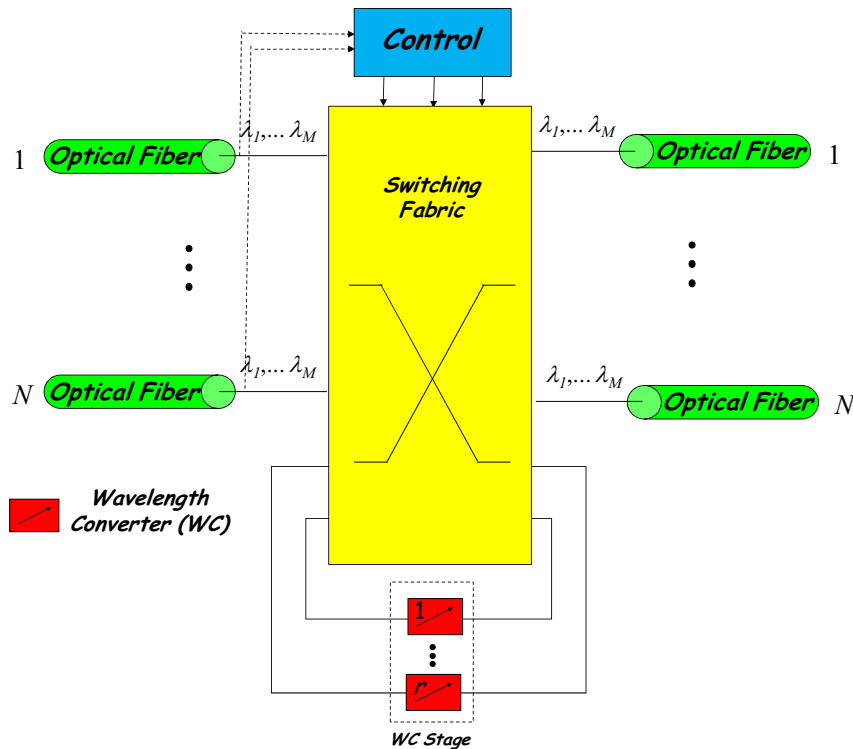 Control
λ1,... λM
λ1,... λM
1 Optical Fiber
Optical Fiber 1
Switching
Fabric
λ1,... λM
λ1,... λM
N Optical Fiber
Optical Fiber N
Wavelength
Converter (WC)
1
r
WC Stage